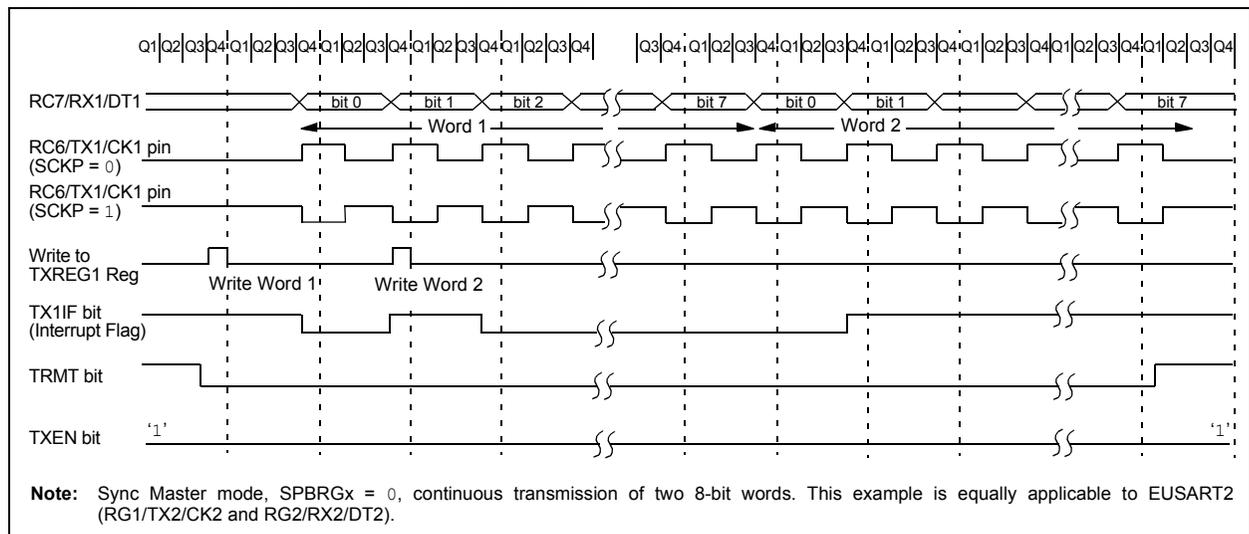 Q1 Q2 Q3 Q4 Q1 Q2 Q3 Q4 Q1 Q2 Q3 Q4 Q1 Q2 Q3 Q4 Q1 Q2 Q3 Q4 Q3 Q4 Q1 Q2 Q3 Q4 Q1 Q2 Q3 Q4 Q1 Q2 Q3 Q4 Q1 Q2 Q3 Q4 Q1 Q2 Q3 Q4 Q1 Q2 Q3 Q4
RC7/RX1/DT1 bit 0 bit 1 bit 2 bit 7 bit 0 bit 1 bit 7
Word 1 Word 2
RC6/TX1/CK1 pin
(SCKP = 0)
RC6/TX1/CK1 pin
(SCKP = 1)
Write to
TXREG1 Reg
Write Word 1 Write Word 2
TX1IF bit
(Interrupt Flag)
TRMT bit
TXEN bit '1' '1'
Note: Sync Master mode, SPBRGx = 0, continuous transmission of two 8-bit words. This example is equally applicable to EUSART2
(RG1/TX2/CK2 and RG2/RX2/DT2).